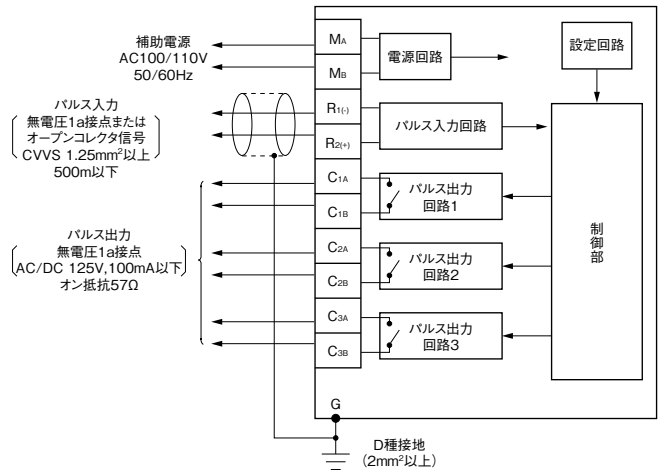 補助電源
AC100/110V
50/60Hz
パルス入力
無電圧1a接点または
オープンコレクタ信号
CVVS 1.25mm²以上
500m以下
パルス出力
無電圧1a接点
AC/DC 125V,100mA以下
オン抵抗57Ω
MA
MB
R1(-)
R2(+)
C1A
C1B
C2A
C2B
C3A
C3B
G
電源回路
設定回路
パルス入力回路
パルス出力
回路1
パルス出力
回路2
パルス出力
回路3
制御部
D種接地
(2mm²以上)